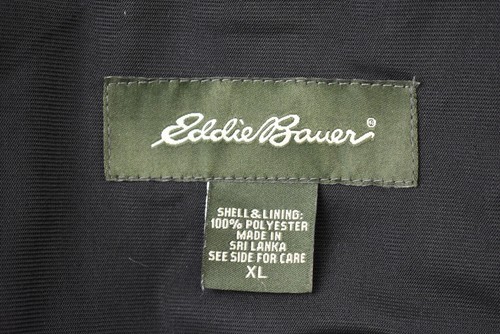 Eddie Bauer®
SHELL & LINING:
100% POLYESTER
MADE IN
SRI LANKA
SEE SIDE FOR CARE
XL